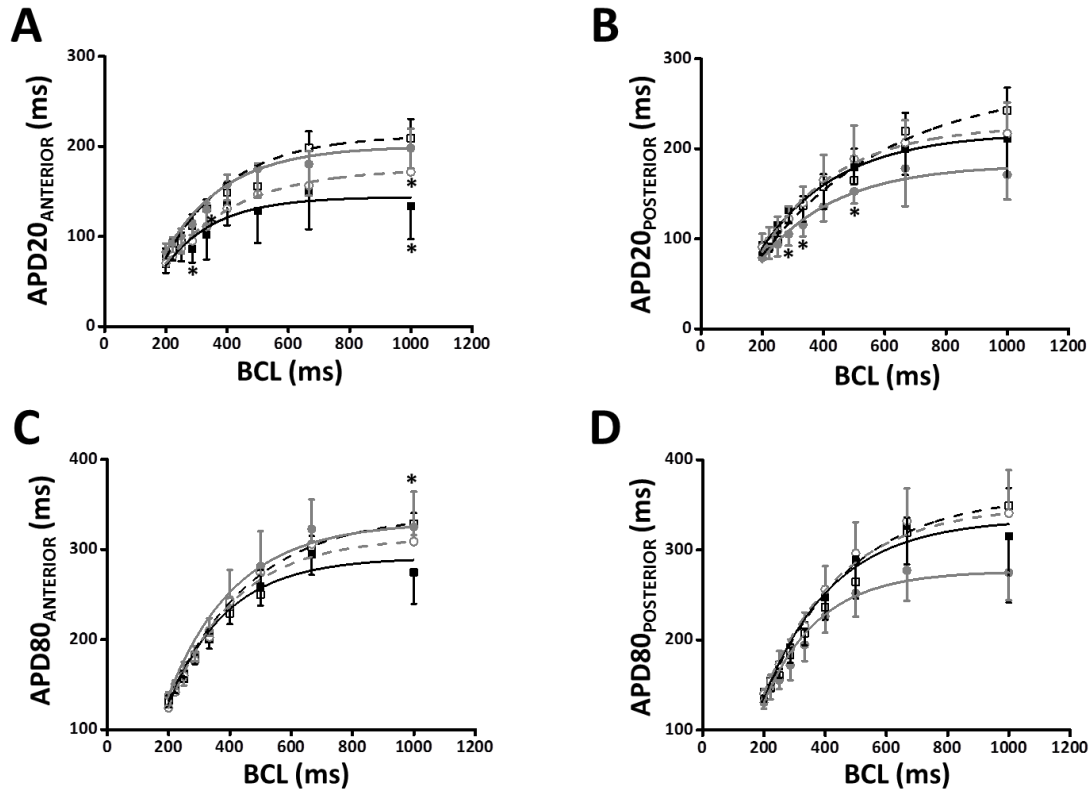 A
APD20ANTERIOR (ms)
300
200
100
0
0 200 400 600 800 1000 1200
BCL (ms)
* * * *
B
APD20POSTERIOR (ms)
300
200
100
0
0 200 400 600 800 1000 1200
BCL (ms)
* * *
C
APD80ANTERIOR (ms)
400
300
200
100
0 200 400 600 800 1000 1200
BCL (ms)
*
D
APD80POSTERIOR (ms)
400
300
200
100
0 200 400 600 800 1000 1200
BCL (ms)